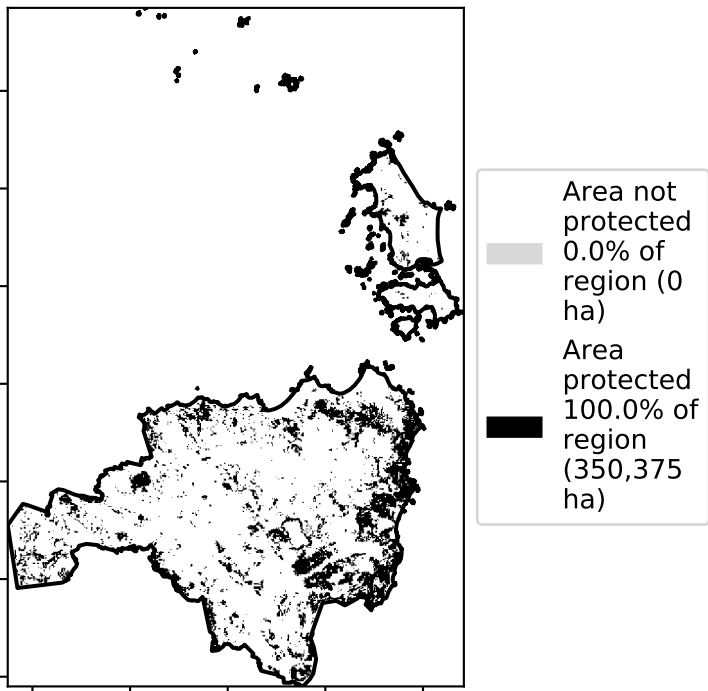 Area not
protected
0.0% of
region (0
ha)
Area
protected
100.0% of
region
(350,375
ha)